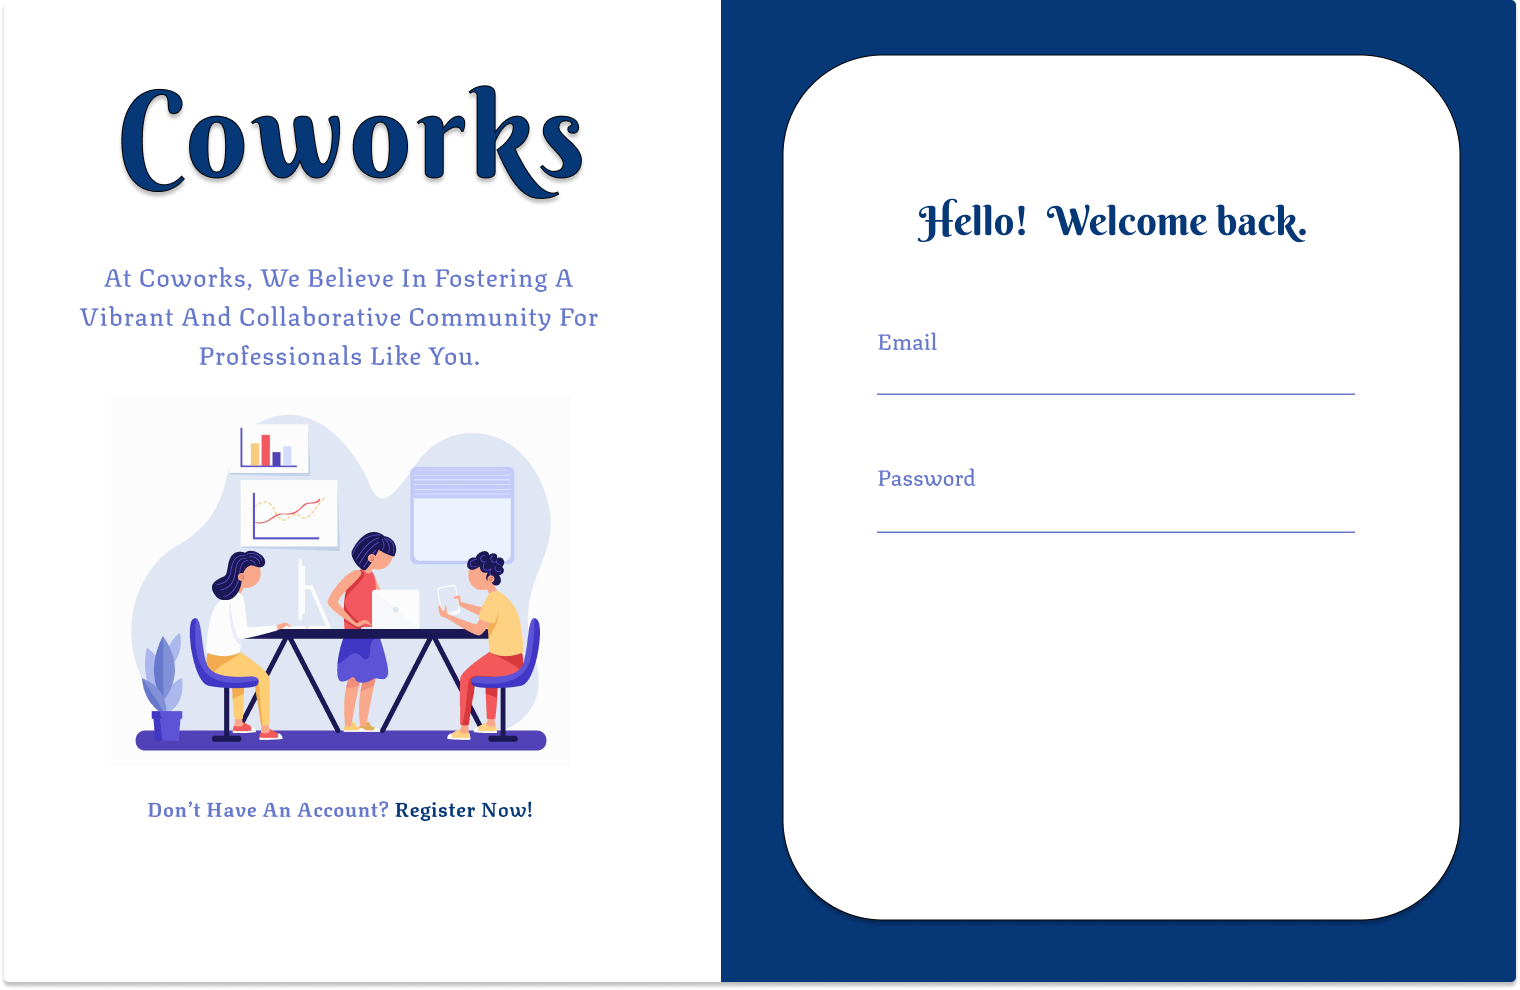 Coworks
At Coworks, We Believe In Fostering A
Vibrant And Collaborative Community For
Professionals Like You.
Don’t Have An Account? Register Now!
Hello! Welcome back.
Email
Password